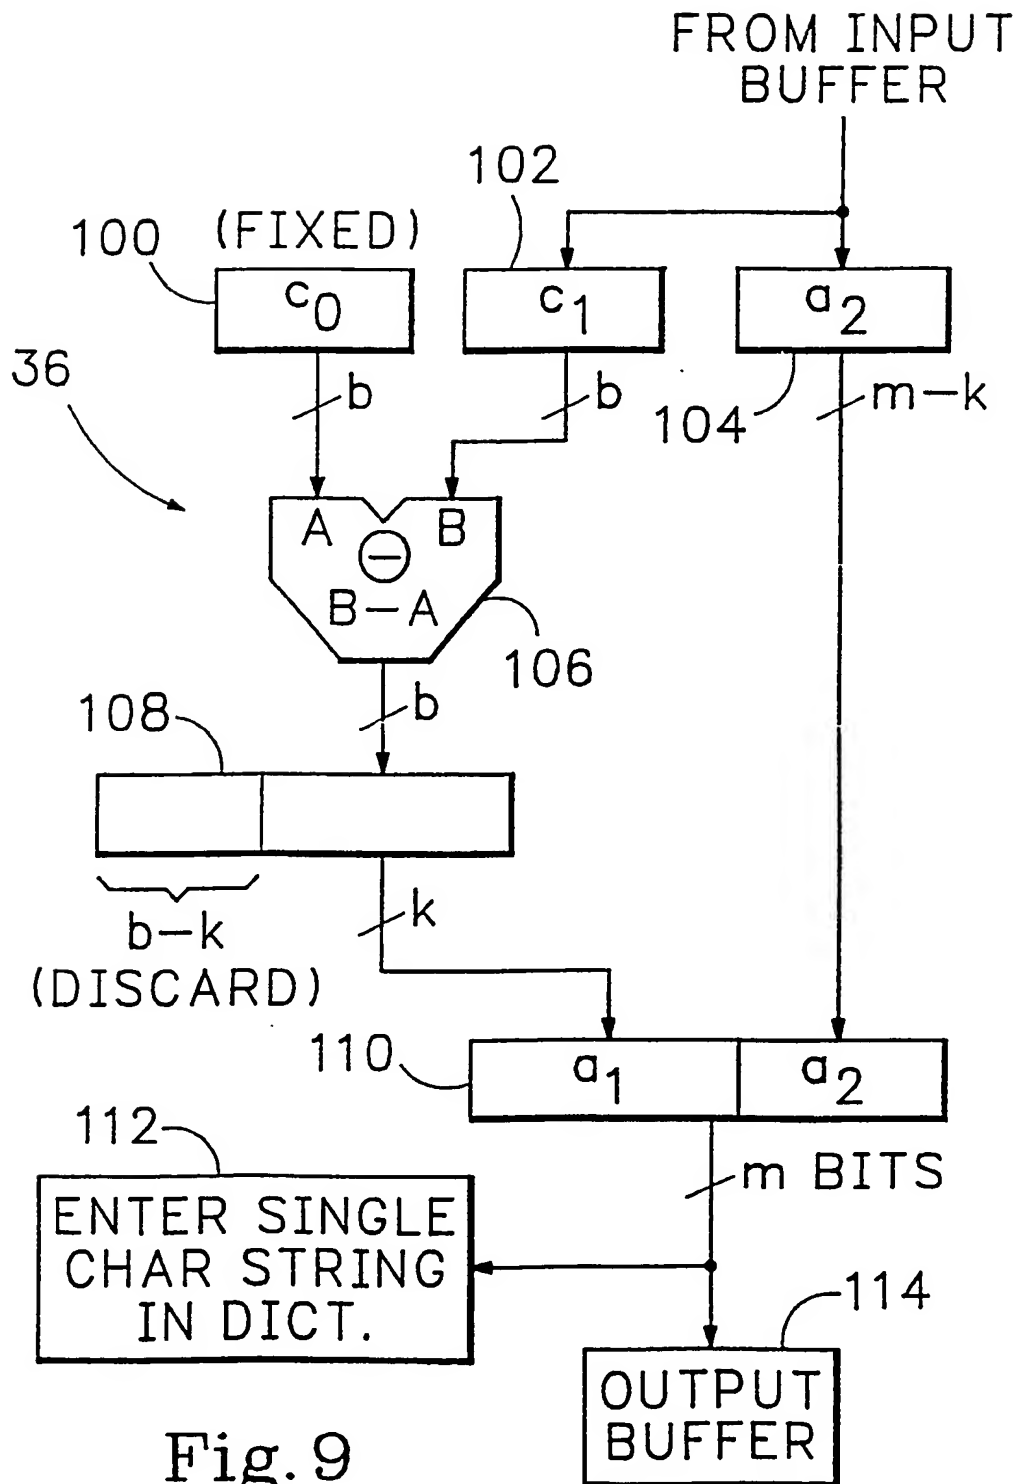 FROM INPUT
BUFFER
102
100
(FIXED)
c0
c1
a2
36
b
b
104
m-k
A
B
−
B-A
106
108
b
b-k
(DISCARD)
k
110
a1
a2
112
m BITS
ENTER SINGLE
CHAR STRING
IN DICT.
114
OUTPUT
BUFFER
Fig. 9